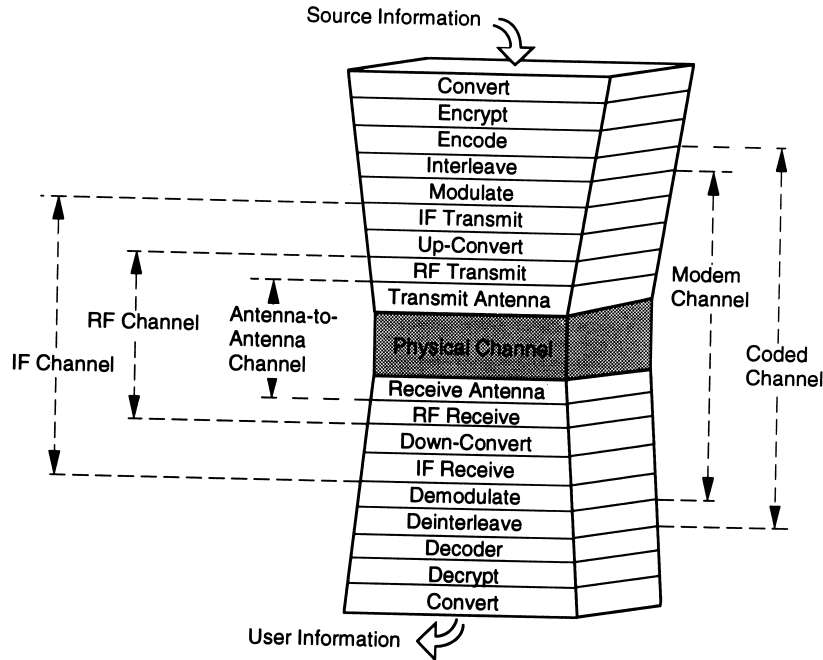 Source Information
Convert
Encrypt
Encode
Interleave
Modulate
IF Transmit
Up-Convert
RF Transmit
Transmit Antenna
Physical Channel
Receive Antenna
RF Receive
Down-Convert
IF Receive
Demodulate
Deinterleave
Decoder
Decrypt
Convert
User Information
IF Channel
RF Channel
Antenna-to-
Antenna
Channel
Modem
Channel
Coded
Channel